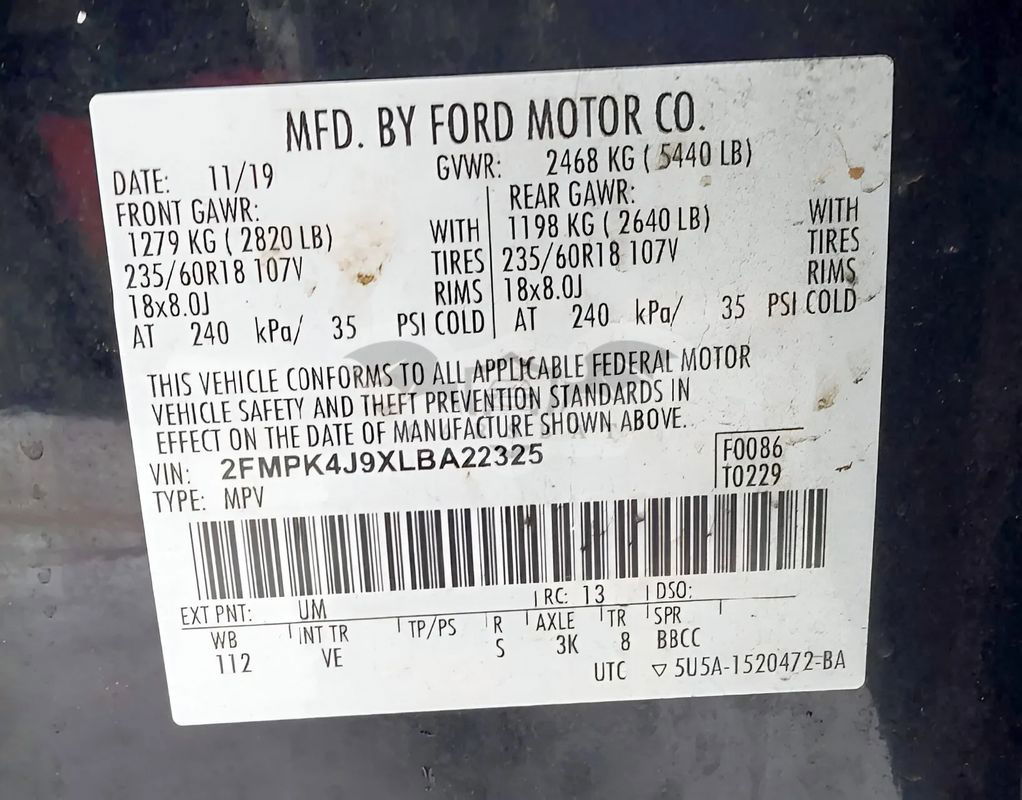 MFD. BY FORD MOTOR CO.
DATE: 11/19 GVWR: 2468 KG ( 5440 LB)
FRONT GAWR: REAR GAWR:
1279 KG ( 2820 LB) WITH 1198 KG ( 2640 LB) WITH
235/60R18 107V TIRES 235/60R18 107V TIRES
18x8.0J RIMS 18x8.0J RIMS
AT 240 kPa/ 35 PSI COLD AT 240 kPa/ 35 PSI COLD
THIS VEHICLE CONFORMS TO ALL APPLICABLE FEDERAL MOTOR
VEHICLE SAFETY AND THEFT PREVENTION STANDARDS IN
EFFECT ON THE DATE OF MANUFACTURE SHOWN ABOVE.
VIN: 2FMPK4J9XLBA22325 F0086
TYPE: MPV T0229
EXT PNT: UM RC: 13 DSO:
WB INT TR TP/PS R AXLE TR SPR
112 VE S 3K 8 BBCC
UTC ▽ 5U5A-1520472-BA